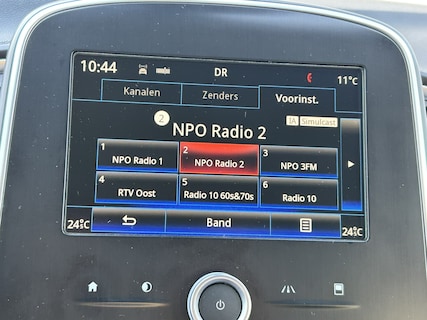 10:44 DR 11°C
Kanalen Zenders Voorinst.
2 IA Simulcast
NPO Radio 2
1 NPO Radio 1
2 NPO Radio 2
3 NPO 3FM
4 RTV Oost
5 Radio 10 60s&70s
6 Radio 10
24°C Band 24°C